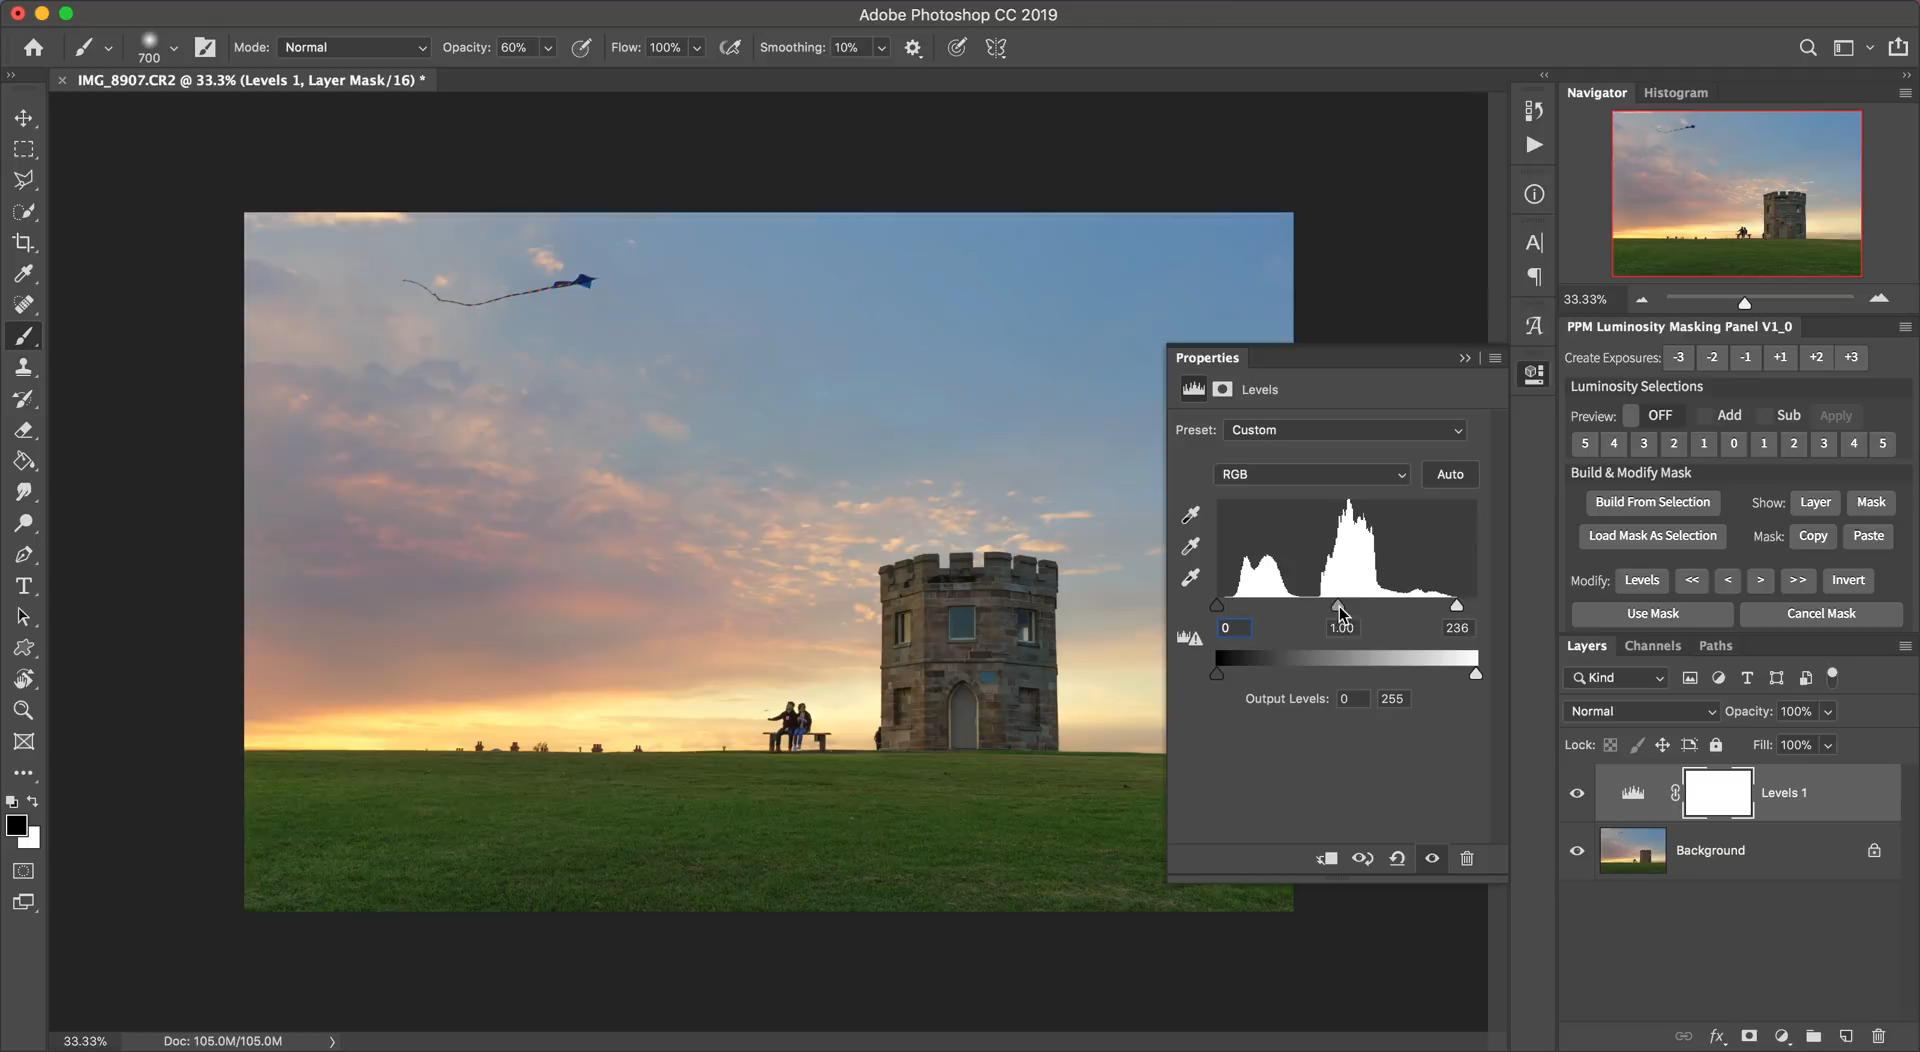 Adobe Photoshop CC 2019
700
Mode: Normal Opacity: 60% Flow: 100% Smoothing: 10%
IMG_8907.CR2 @ 33.3% (Levels 1, Layer Mask/16) *
Navigator Histogram
33.33%
PPM Luminosity Masking Panel V1_0
Create Exposures: -3 -2 -1 +1 +2 +3
Luminosity Selections
Preview: OFF Add Sub Apply
5 4 3 2 1 0 1 2 3 4 5
Build & Modify Mask
Build From Selection Show: Layer Mask
Load Mask As Selection Mask: Copy Paste
Modify: Levels << < > >> Invert
Use Mask Cancel Mask
Properties
Levels
Preset: Custom
RGB Auto
0 1.00 236
Output Levels: 0 255
Layers Channels Paths
Kind
Normal Opacity: 100%
Lock: Fill: 100%
Levels 1
Background
33.33% Doc: 105.0M/105.0M